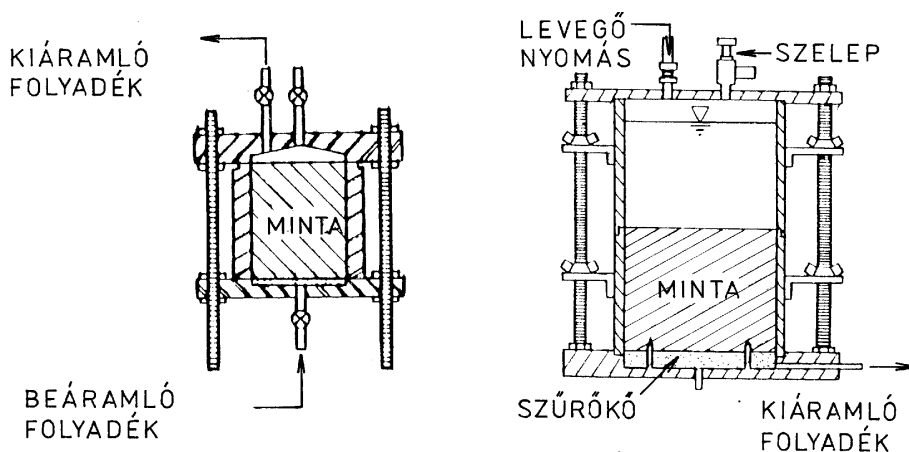 KIÁRAMLÓ
FOLYADÉK
MINTA
BEÁRAMLÓ
FOLYADÉK
LEVEGŐ
NYOMÁS
SZELEP
MINTA
SZŰRŐKŐ
KIÁRAMLÓ
FOLYADÉK